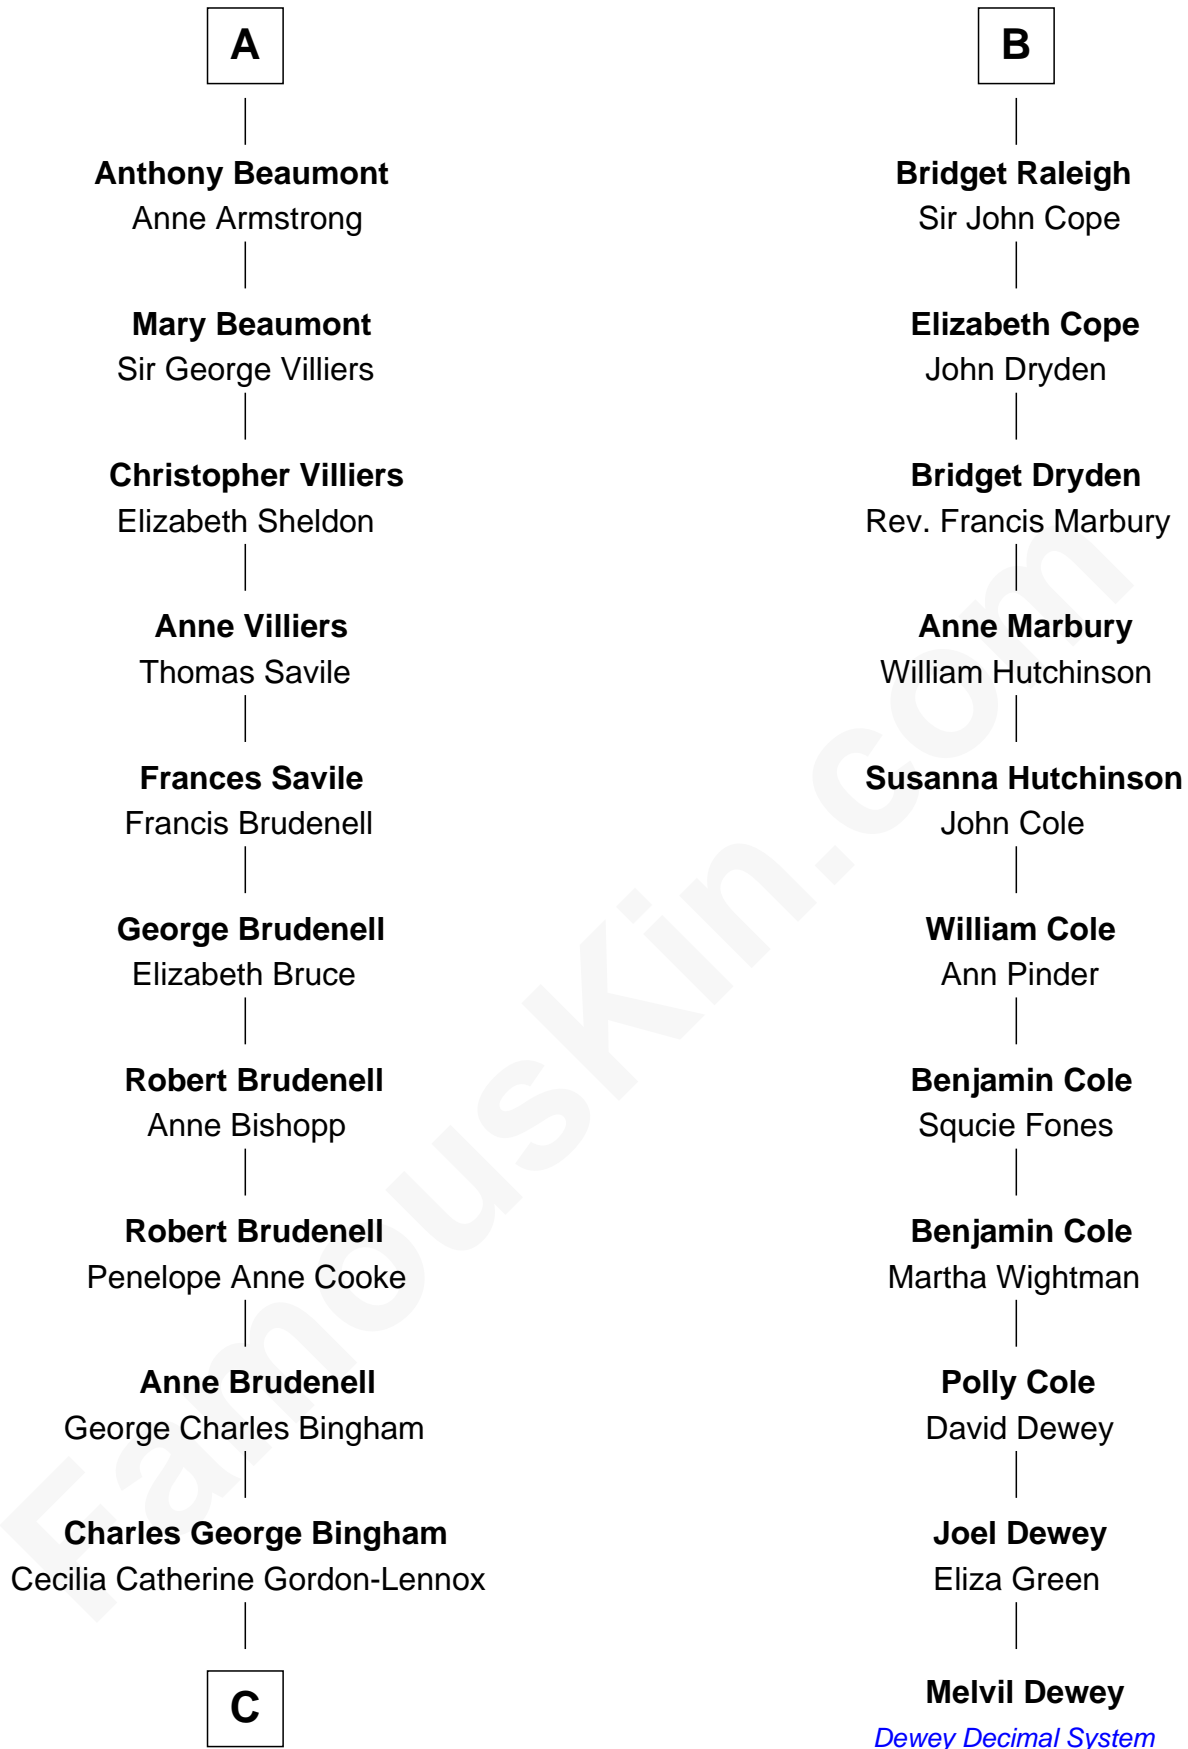 A
Anthony Beaumont
Anne Armstrong
Mary Beaumont
Sir George Villiers
Christopher Villiers
Elizabeth Sheldon
Anne Villiers
Thomas Savile
Frances Savile
Francis Brudenell
George Brudenell
Elizabeth Bruce
Robert Brudenell
Anne Bishopp
Robert Brudenell
Penelope Anne Cooke
Anne Brudenell
George Charles Bingham
Charles George Bingham
Cecilia Catherine Gordon-Lennox
C
B
Bridget Raleigh
Sir John Cope
Elizabeth Cope
John Dryden
Bridget Dryden
Rev. Francis Marbury
Anne Marbury
William Hutchinson
Susanna Hutchinson
John Cole
William Cole
Ann Pinder
Benjamin Cole
Squcie Fones
Benjamin Cole
Martha Wightman
Polly Cole
David Dewey
Joel Dewey
Eliza Green
Melvil Dewey
Dewey Decimal System
FamousKin.com